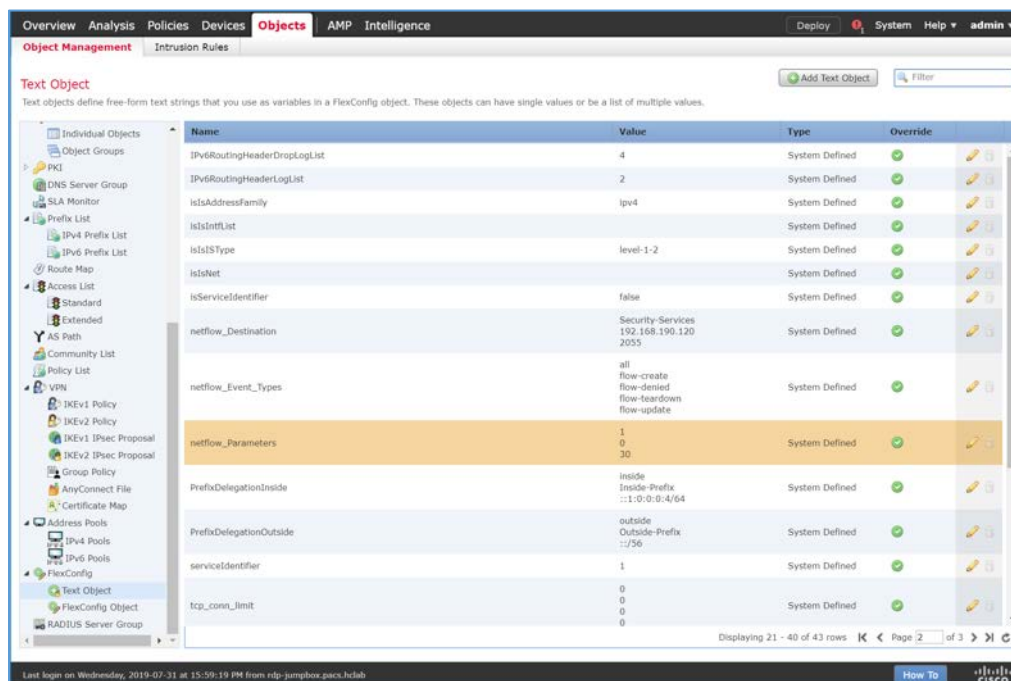 Overview Analysis Policies Devices Objects AMP Intelligence Deploy 1 System Help admin
Object Management Intrusion Rules
Text Object
Add Text Object
Filter
Text objects define free-form text strings that you use as variables in a FlexConfig object. These objects can have single values or be a list of multiple values.
Individual Objects
Object Groups
PKI
DNS Server Group
SLA Monitor
Prefix List
IPv4 Prefix List
IPv6 Prefix List
Route Map
Access List
Standard
Extended
AS Path
Community List
Policy List
VPN
IKEv1 Policy
IKEv2 Policy
IKEv1 IPsec Proposal
IKEv2 IPsec Proposal
Group Policy
AnyConnect File
Certificate Map
Address Pools
IPv4 Pools
IPv6 Pools
FlexConfig
Text Object
FlexConfig Object
RADIUS Server Group
Name Value Type Override
IPv6RoutingHeaderDropLogList 4 System Defined
IPv6RoutingHeaderLogList 2 System Defined
isIsAddressFamily ipv4 System Defined
isIsIntfList System Defined
isIsISType level-1-2 System Defined
isIsNet System Defined
isServiceIdentifier false System Defined
netflow_Destination Security-Services System Defined
192.168.190.120
2055
netflow_Event_Types all System Defined
flow-create
flow-denied
flow-teardown
flow-update
netflow_Parameters 1 System Defined
0
30
PrefixDelegationInside inside System Defined
Inside-Prefix
::1:0:0:0:4/64
PrefixDelegationOutside outside System Defined
Outside-Prefix
::/56
serviceIdentifier 1 System Defined
tcp_conn_limit 0 System Defined
0
0
0
Displaying 21 - 40 of 43 rows Page 2 of 3
Last login on Wednesday, 2019-07-31 at 15:59:19 PM from rdp-jumpbox.pacs.hclab
How To
cisco